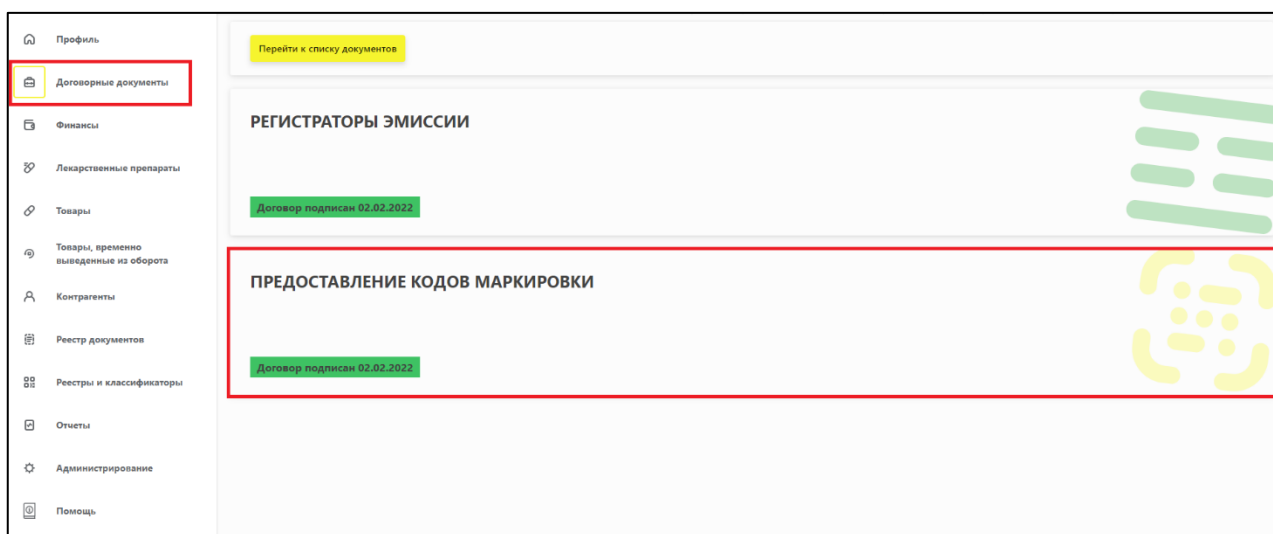 Профиль
Договорные документы
Финансы
Лекарственные препараты
Товары
Товары, временно
выведенные из оборота
Контрагенты
Реестр документов
Реестры и классификаторы
Отчеты
Администрирование
Помощь
Перейти к списку документов
РЕГИСТРАТОРЫ ЭМИССИИ
Договор подписан 02.02.2022
ПРЕДОСТАВЛЕНИЕ КОДОВ МАРКИРОВКИ
Договор подписан 02.02.2022